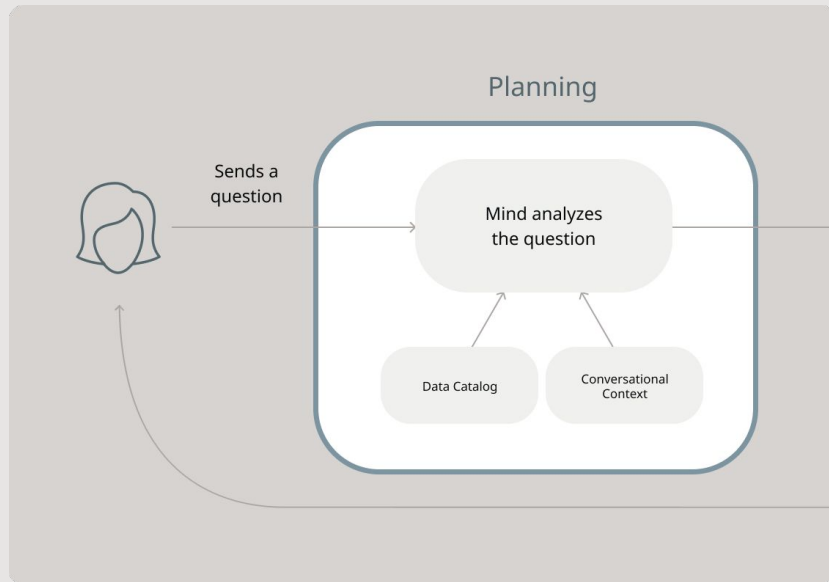 Planning
Sends a
question
Mind analyzes
the question
Data Catalog
Conversational
Context